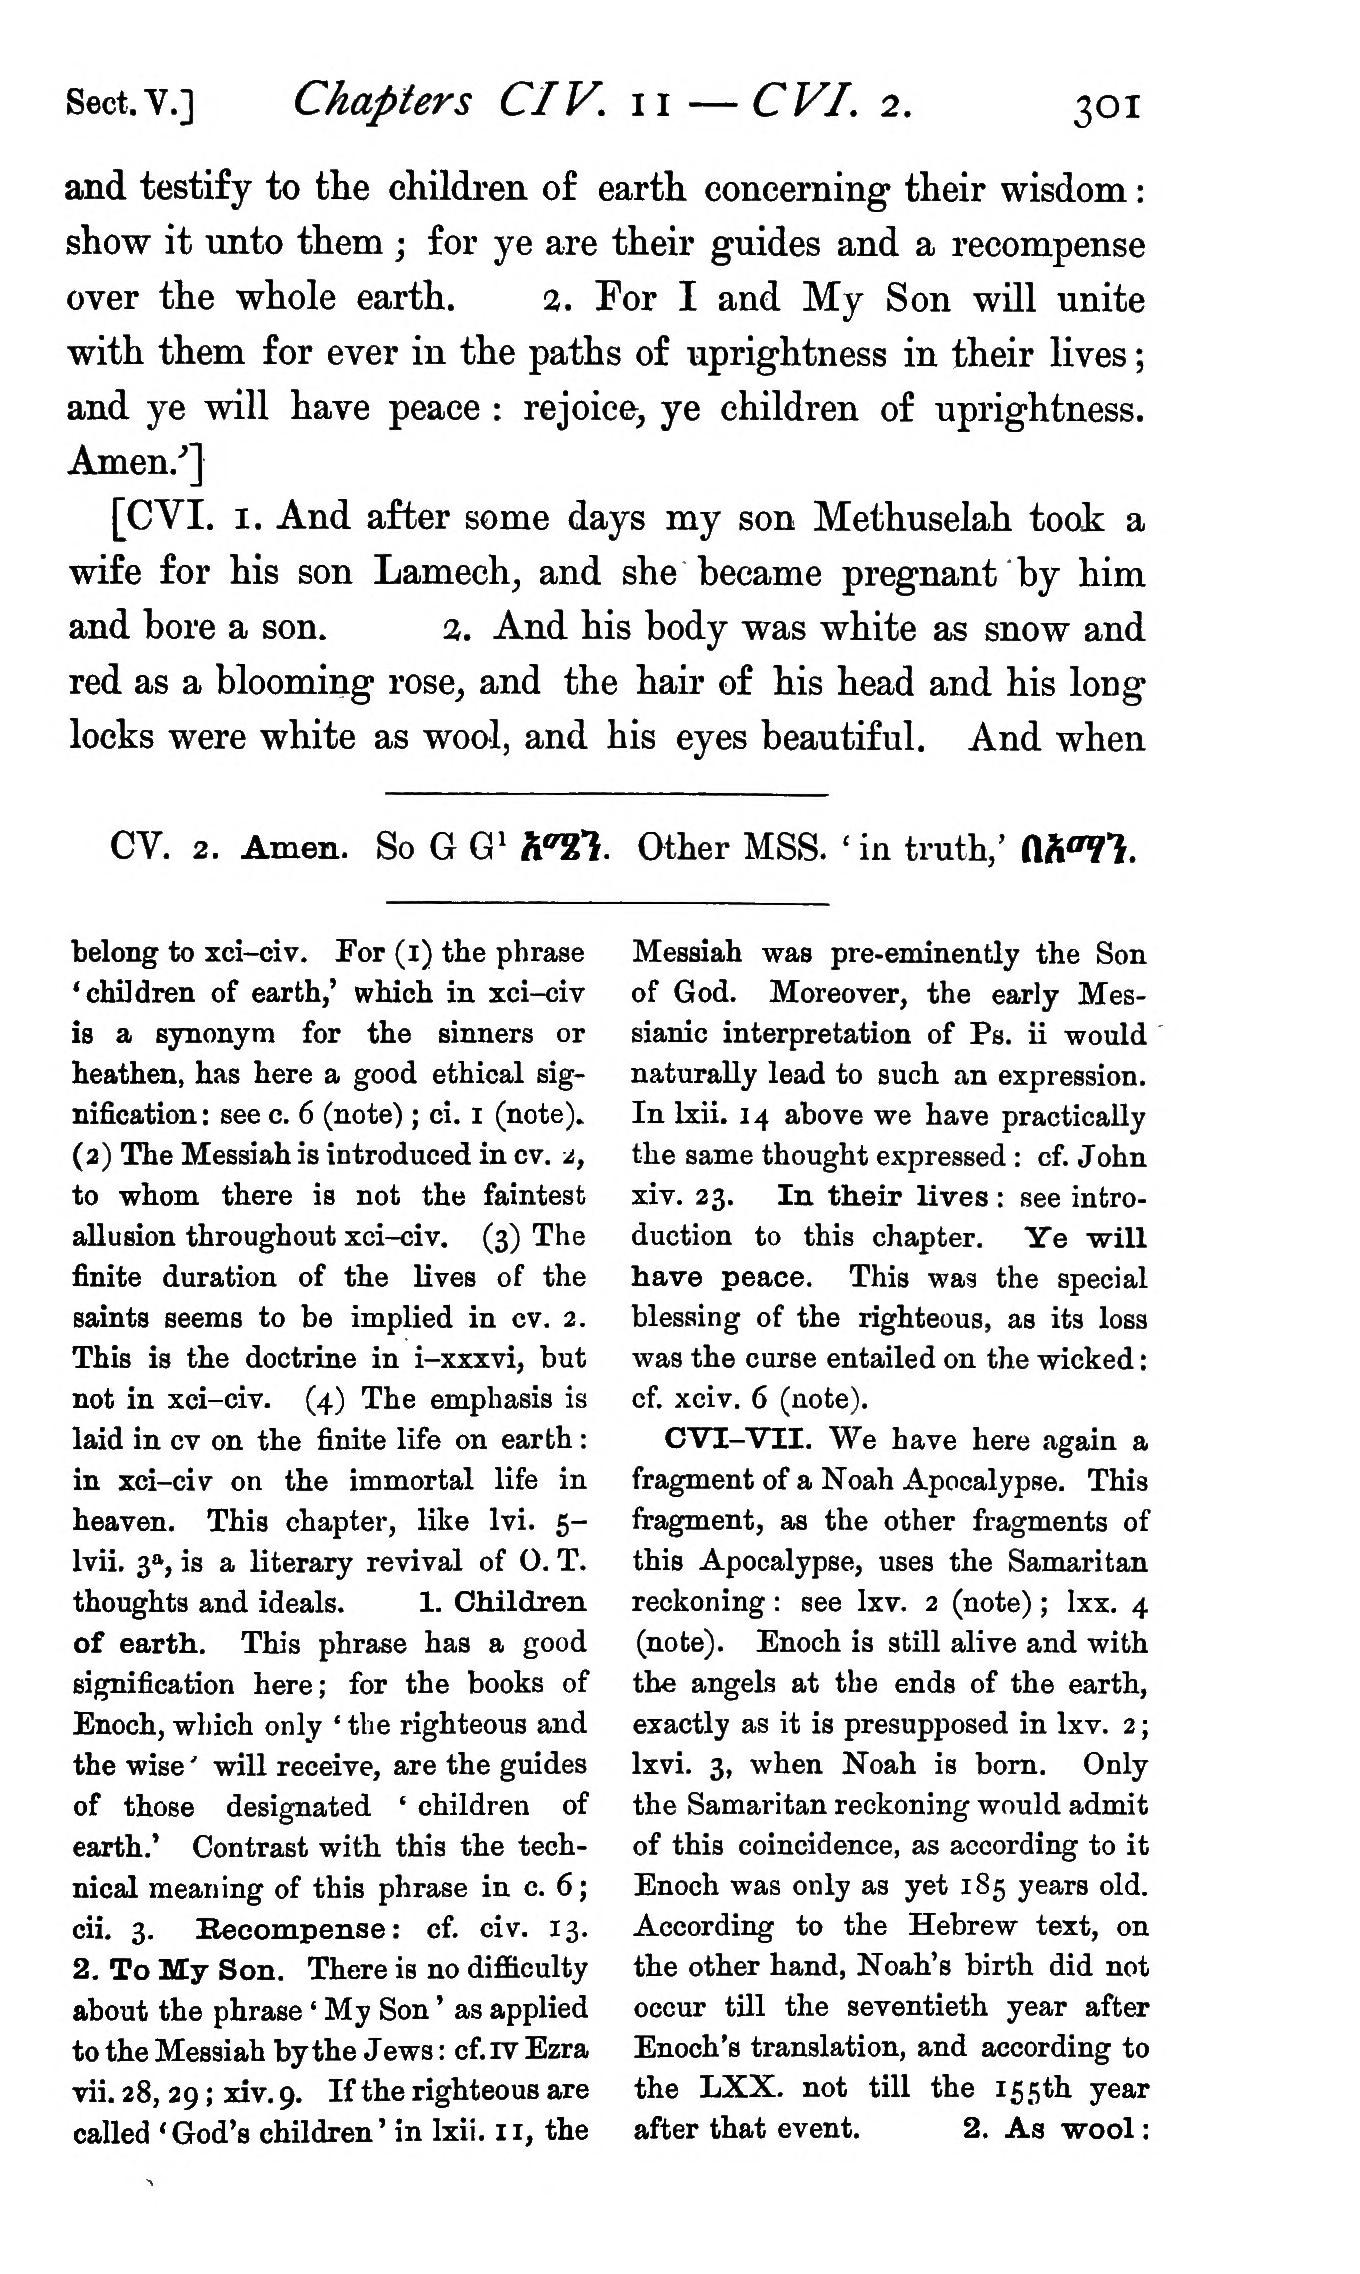 Sect. V.] Chapters CIV. 11 — CVI. 2. 301
and testify to the children of earth concerning their wisdom :
show it unto them ; for ye are their guides and a recompense
over the whole earth. 2. For I and My Son will unite
with them for ever in the paths of uprightness in their lives ;
and ye will have peace : rejoice, ye children of uprightness.
Amen.’]
[CVI. 1. And after some days my son Methuselah took a
wife for his son Lamech, and she became pregnant by him
and bore a son. 2. And his body was white as snow and
red as a blooming rose, and the hair of his head and his long
locks were white as wool, and his eyes beautiful. And when
CV. 2. Amen. So G G¹ አሜን. Other MSS. ‘in truth,’ በአማን.
belong to xci–civ. For (1) the phrase
‘children of earth,’ which in xci–civ
is a synonym for the sinners or
heathen, has here a good ethical sig-
nification: see c. 6 (note) ; ci. 1 (note).
(2) The Messiah is introduced in cv. 2,
to whom there is not the faintest
allusion throughout xci–civ. (3) The
finite duration of the lives of the
saints seems to be implied in cv. 2.
This is the doctrine in i–xxxvi, but
not in xci–civ. (4) The emphasis is
laid in cv on the finite life on earth :
in xci–civ on the immortal life in
heaven. This chapter, like lvi. 5–
lvii. 3ª, is a literary revival of O. T.
thoughts and ideals. 1. Children
of earth. This phrase has a good
signification here ; for the books of
Enoch, which only ‘the righteous and
the wise’ will receive, are the guides
of those designated ‘children of
earth.’ Contrast with this the tech-
nical meaning of this phrase in c. 6 ;
cii. 3. Recompense : cf. civ. 13.
2. To My Son. There is no difficulty
about the phrase ‘My Son’ as applied
to the Messiah by the Jews : cf. IV Ezra
vii. 28, 29 ; xiv. 9. If the righteous are
called ‘God’s children’ in lxii. 11, the
Messiah was pre-eminently the Son
of God. Moreover, the early Mes-
sianic interpretation of Ps. ii would
naturally lead to such an expression.
In lxii. 14 above we have practically
the same thought expressed : cf. John
xiv. 23. In their lives : see intro-
duction to this chapter. Ye will
have peace. This was the special
blessing of the righteous, as its loss
was the curse entailed on the wicked :
cf. xciv. 6 (note).
CVI–VII. We have here again a
fragment of a Noah Apocalypse. This
fragment, as the other fragments of
this Apocalypse, uses the Samaritan
reckoning : see lxv. 2 (note) ; lxx. 4
(note). Enoch is still alive and with
the angels at the ends of the earth,
exactly as it is presupposed in lxv. 2 ;
lxvi. 3, when Noah is born. Only
the Samaritan reckoning would admit
of this coincidence, as according to it
Enoch was only as yet 185 years old.
According to the Hebrew text, on
the other hand, Noah’s birth did not
occur till the seventieth year after
Enoch’s translation, and according to
the LXX. not till the 155th year
after that event. 2. As wool :